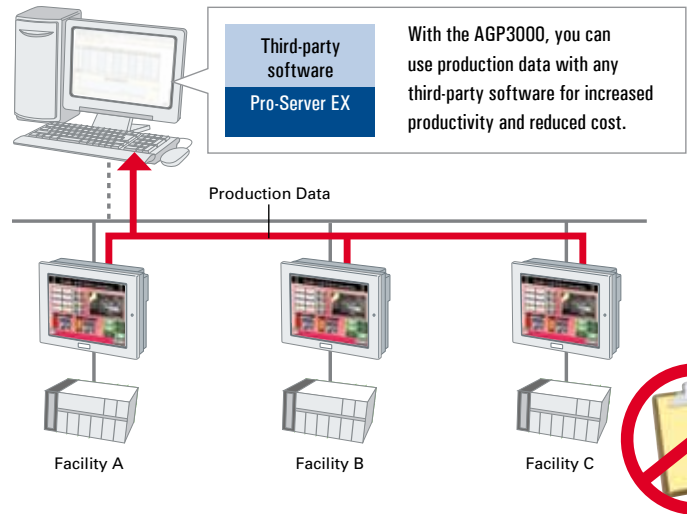 Third-party
software
Pro-Server EX
With the AGP3000, you can
use production data with any
third-party software for increased
productivity and reduced cost.
Production Data
Facility A
Facility B
Facility C